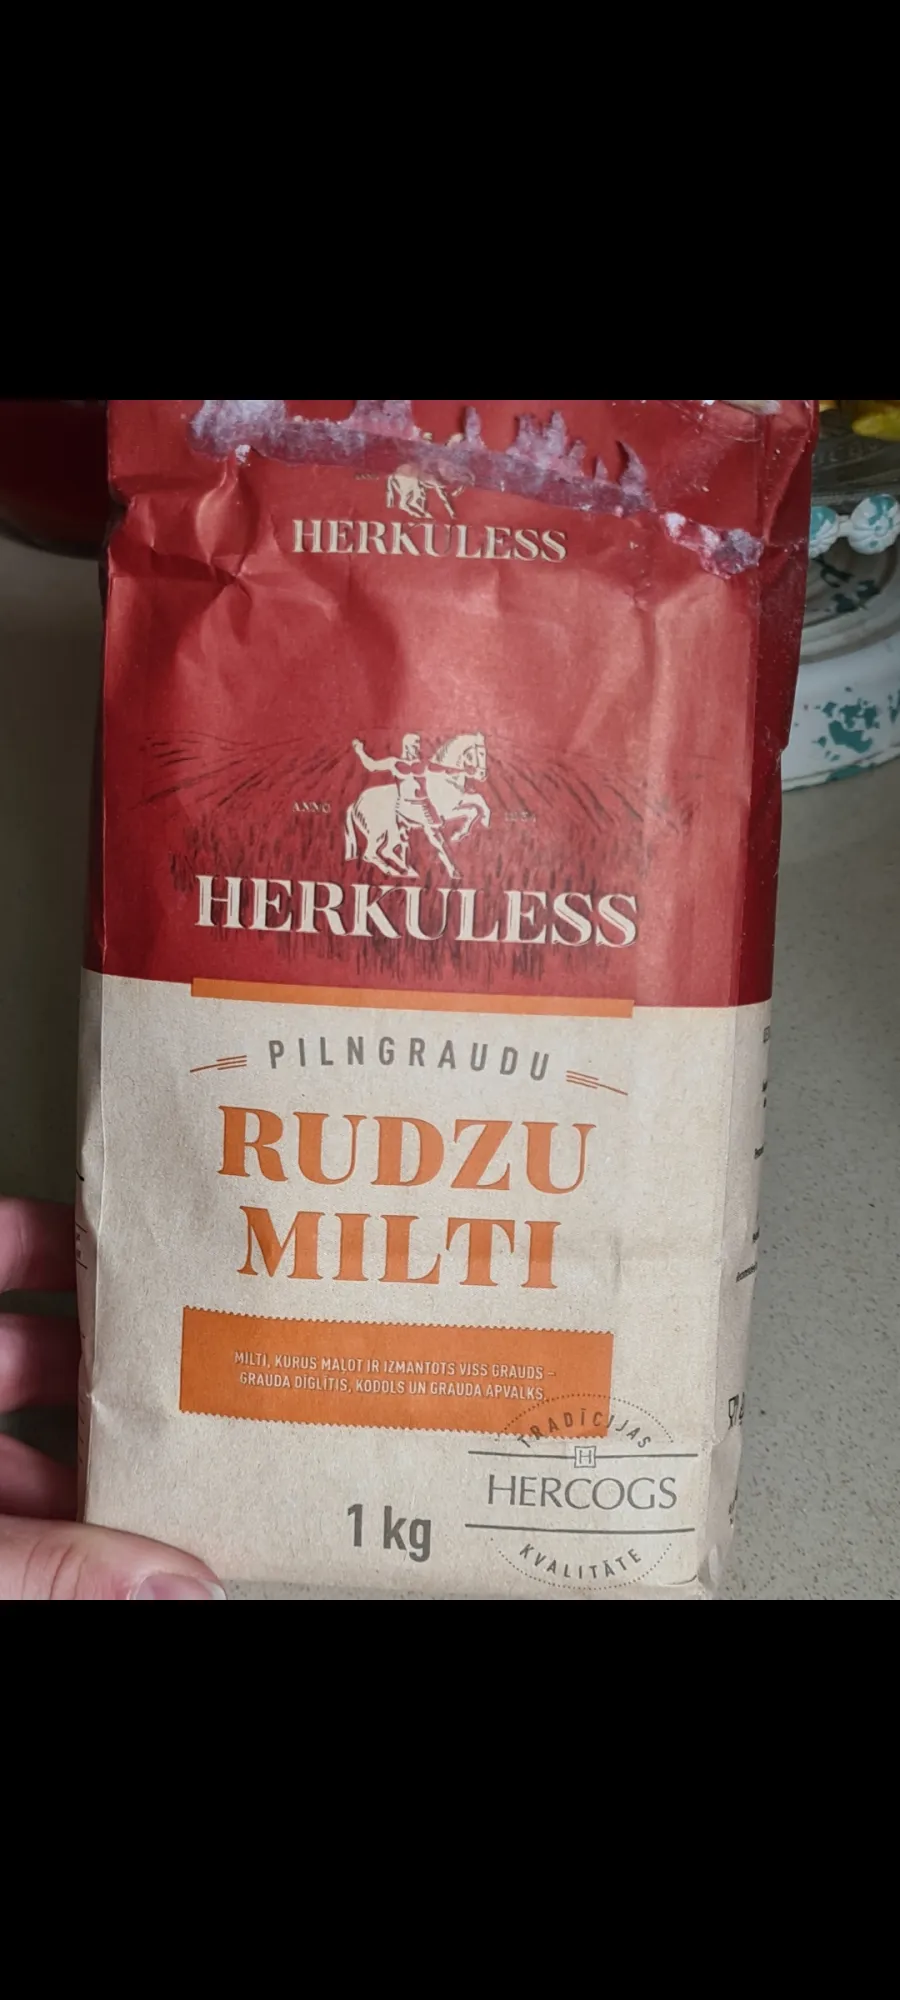 HERKULESS
ANNO
HERKULESS
PILNGRAUDU
RUDZU
MILTI
MILTI, KURUS MALOT IR IZMANTOTS VISS GRAUDS –
GRAUDA DĪGLĪTIS, KODOLS UN GRAUDA APVALKS.
TRADĪCIJAS
H
HERCOGS
KVALITĀTE
1 kg